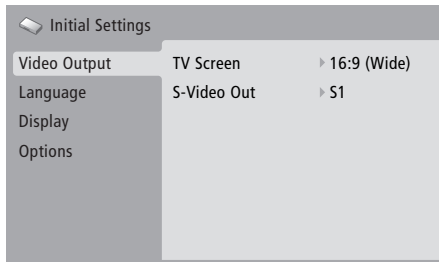 Initial Settings
Video Output
TV Screen
16:9 (Wide)
Language
S-Video Out
S1
Display
Options